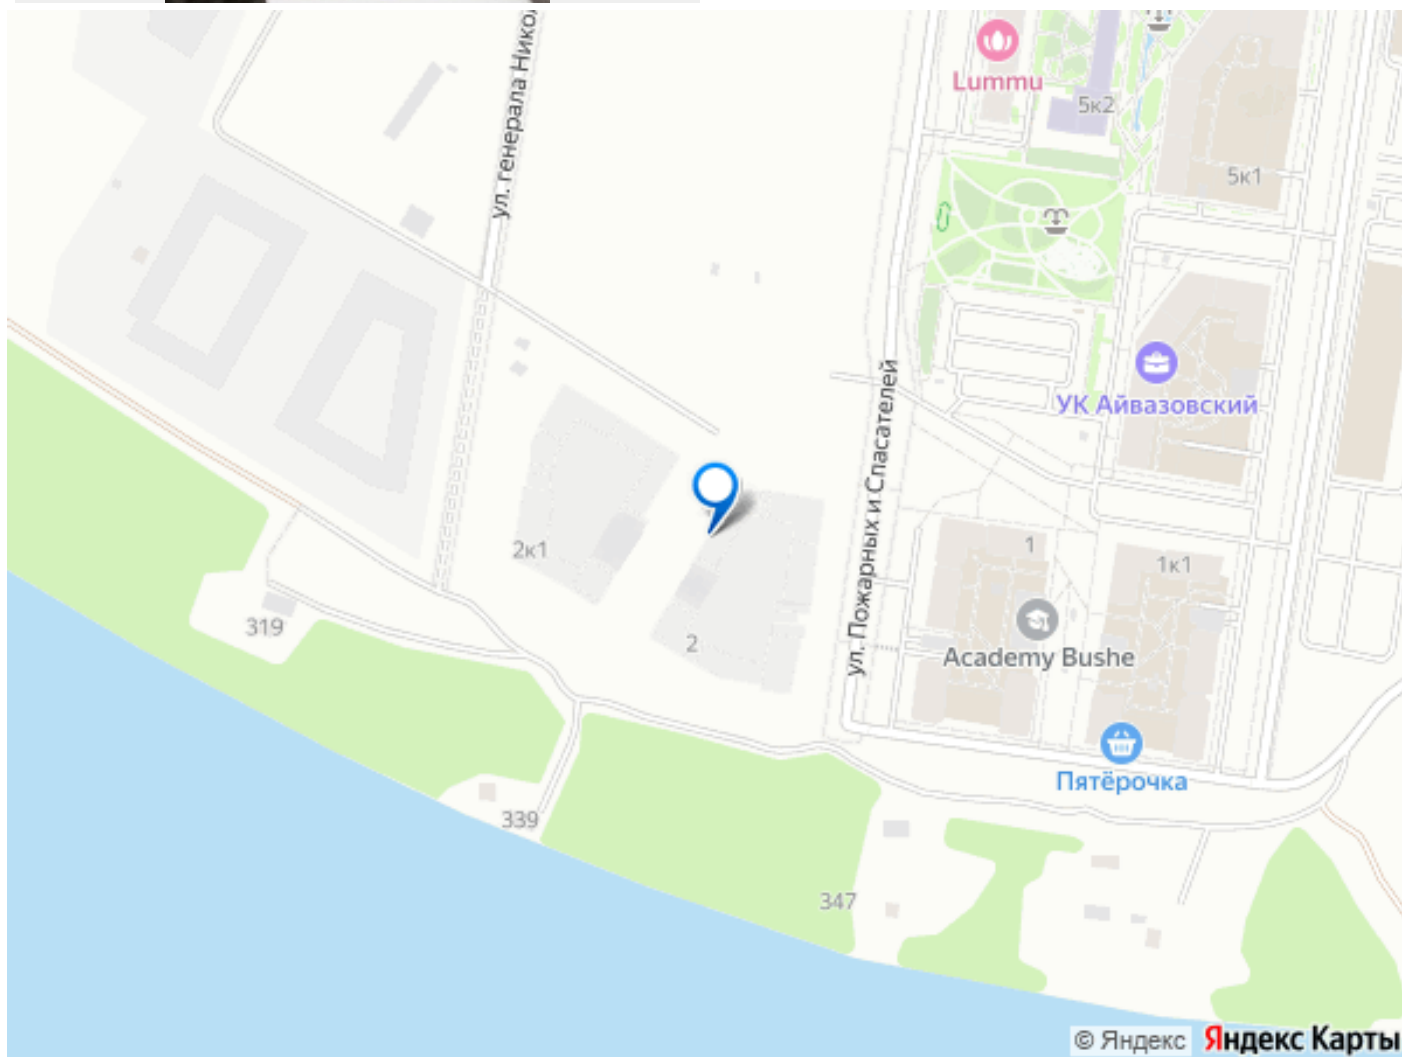 ул. генерала Нико
Lummu
5к2
5к1
УК Айвазовский
ул. Пожарных и Спасателей
2к1
1
1к1
319
2
Academy Bushe
Пятёрочка
339
347
© Яндекс Яндекс Карты